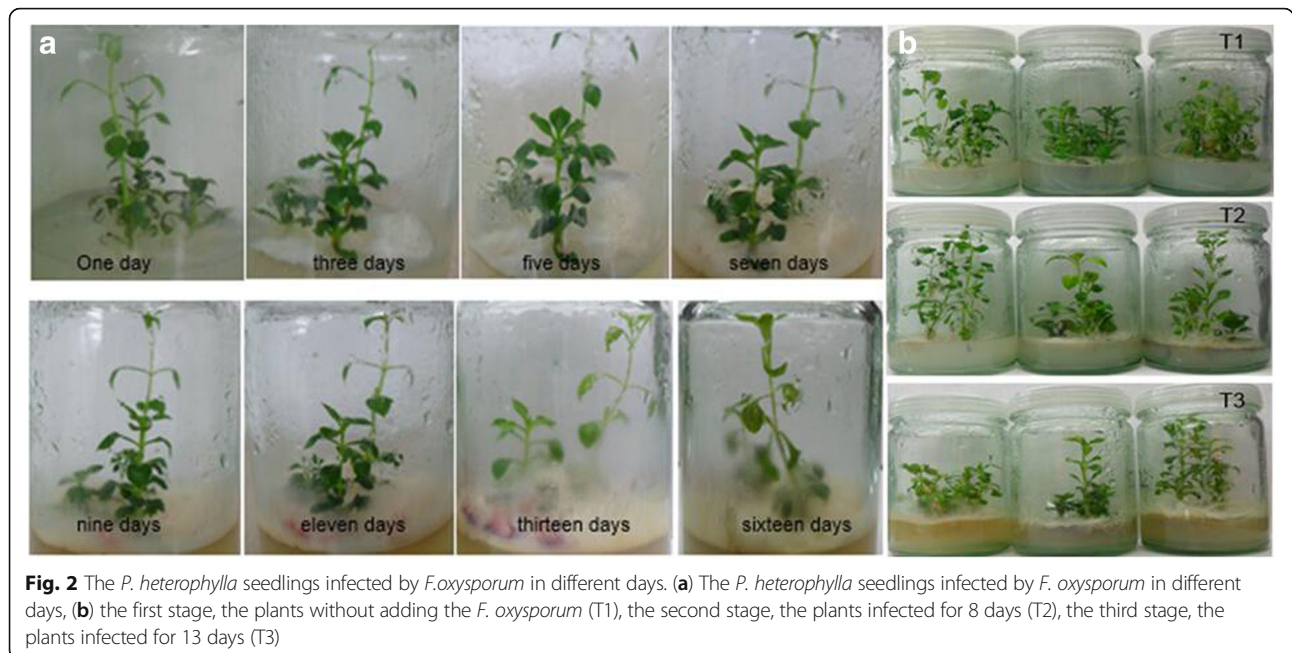 a
b
T1
One day
three days
five days
seven days
T2
T3
nine days
eleven days
thirteen days
sixteen days
Fig. 2 The P. heterophylla seedlings infected by F.oxysporum in different days. (a) The P. heterophylla seedlings infected by F. oxysporum in different
days, (b) the first stage, the plants without adding the F. oxysporum (T1), the second stage, the plants infected for 8 days (T2), the third stage, the
plants infected for 13 days (T3)